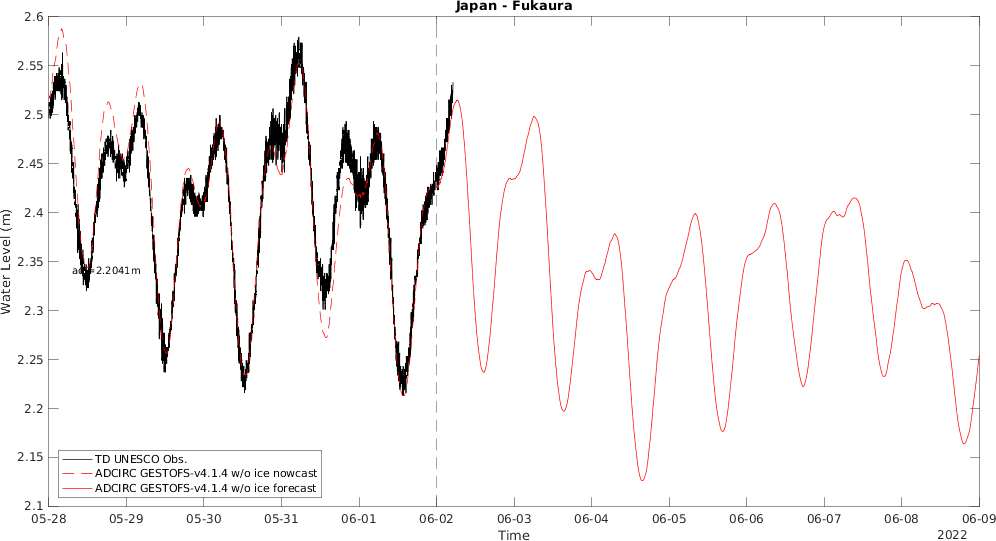 Japan - Fukaura
2.6
2.55
2.5
2.45
2.4
2.35
2.3
2.25
2.2
2.15
2.1
Water Level (m)
=2.2041m
TD UNESCO Obs.
ADCIRC GESTOFS-v4.1.4 w/o ice nowcast
ADCIRC GESTOFS-v4.1.4 w/o ice forecast
05-28 05-29 05-30 05-31 06-01 06-02 06-03 06-04 06-05 06-06 06-07 06-08 06-09
Time
2022